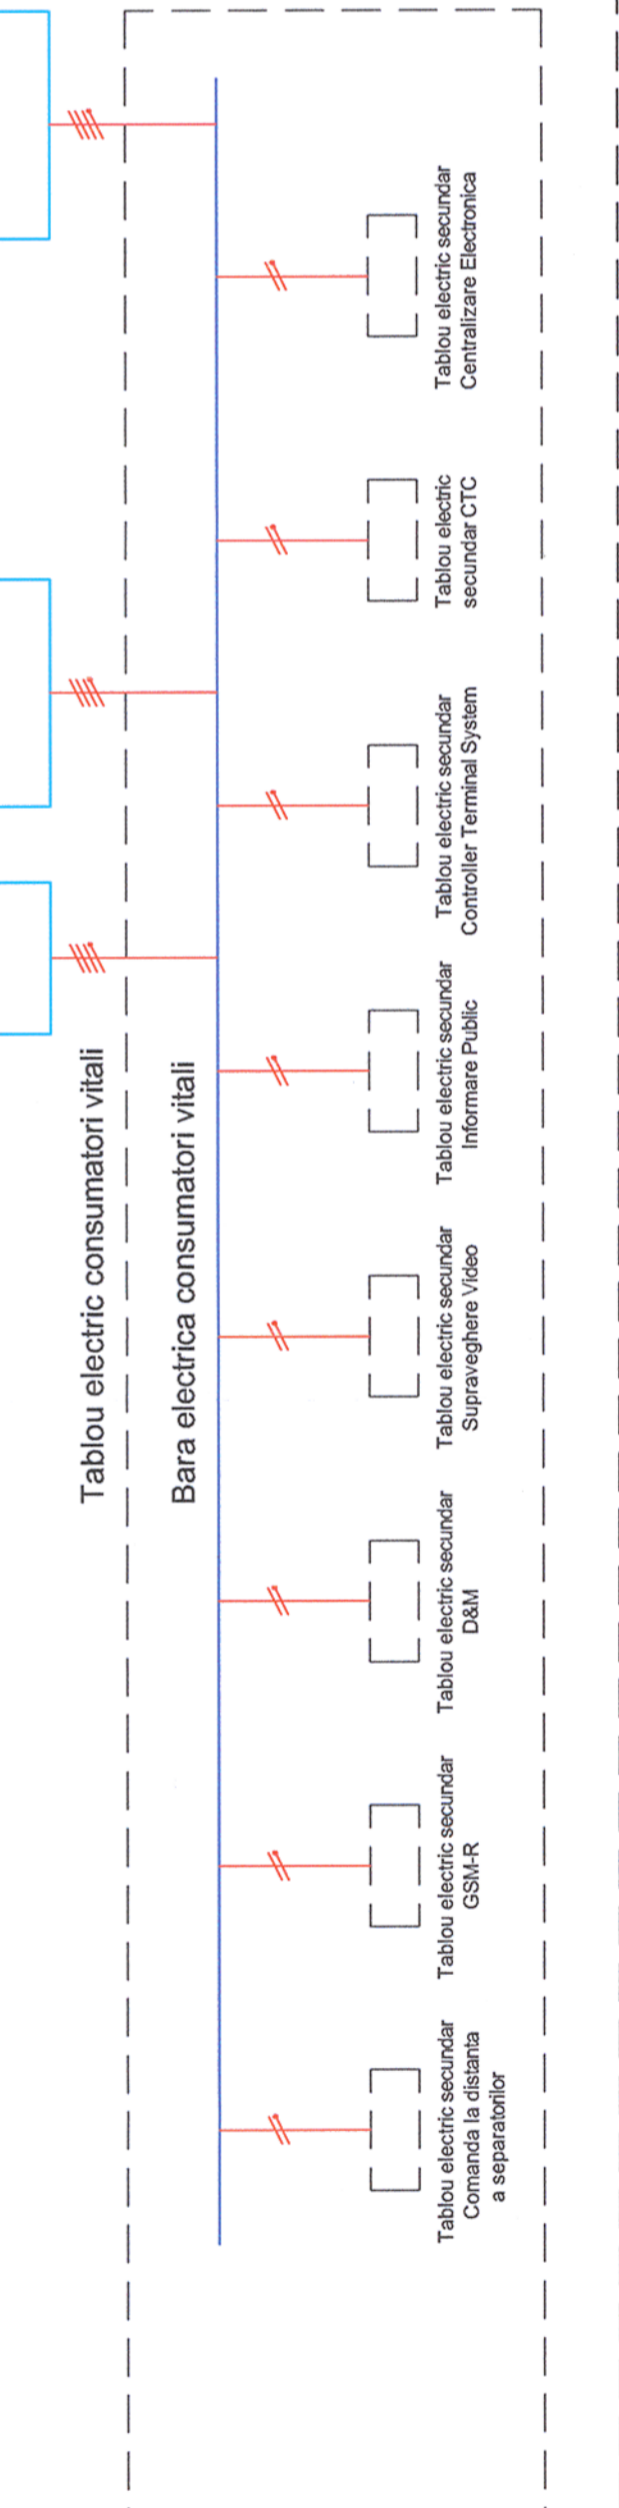 Tablou electric consumatori vitali
Bara electrica consumatori vitali
Tablou electric secundar
Comanda la distanta
a separatorilor
Tablou electric secundar
GSM-R
Tablou electric secundar
D&M
Tablou electric secundar
Supraveghere Video
Tablou electric secundar
Informare Public
Tablou electric secundar
Controller Terminal System
Tablou electric
secundar CTC
Tablou electric secundar
Centralizare Electronica